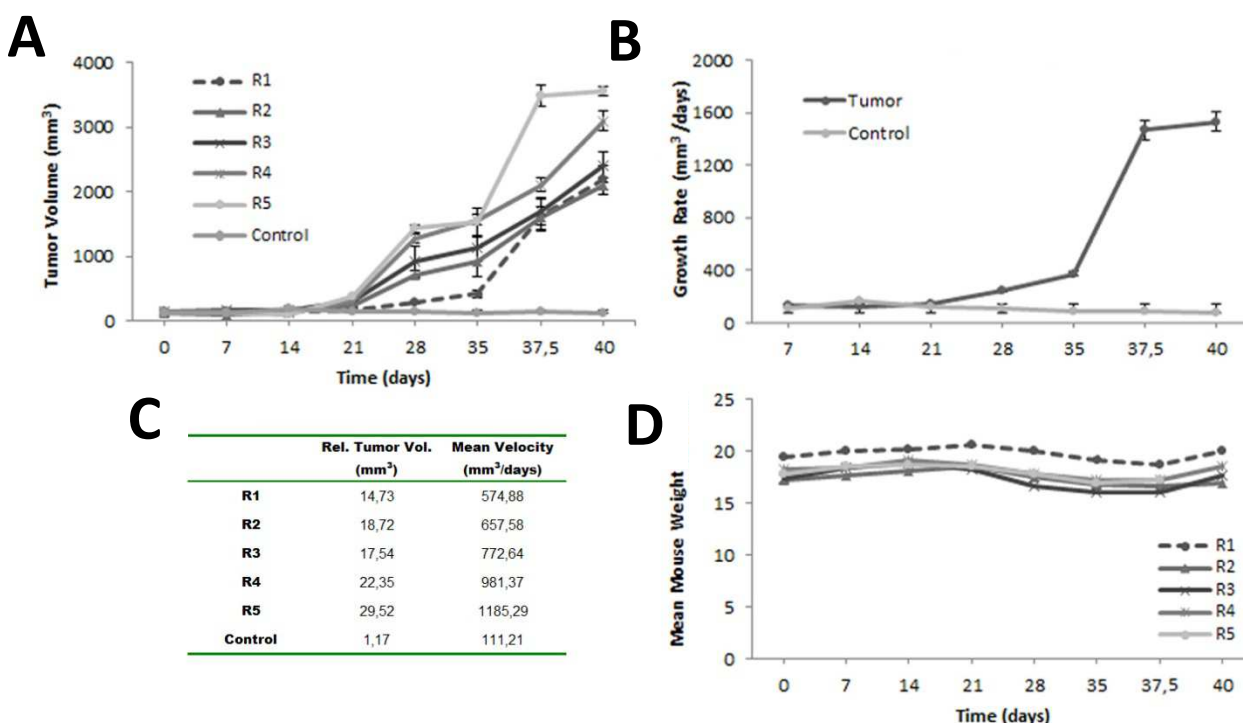 A
Tumor Volume (mm³)
4000
3000
2000
1000
0
R1
R2
R3
R4
R5
Control
0 7 14 21 28 35 37,5 40
Time (days)
B
Growth Rate (mm³/days)
2000
1600
1200
800
400
0
Tumor
Control
7 14 21 28 35 37,5 40
C
Rel. Tumor Vol. Mean Velocity
(mm³) (mm³/days)
R1 14,73 574,88
R2 18,72 657,58
R3 17,54 772,64
R4 22,35 981,37
R5 29,52 1185,29
Control 1,17 111,21
D
Mean Mouse Weight
25
20
15
10
5
0
R1
R2
R3
R4
R5
0 7 14 21 28 35 37,5 40
Time (days)